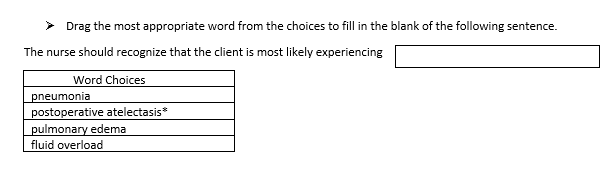 ➤ Drag the most appropriate word from the choices to fill in the blank of the following sentence.
The nurse should recognize that the client is most likely experiencing
Word Choices
pneumonia
postoperative atelectasis*
pulmonary edema
fluid overload